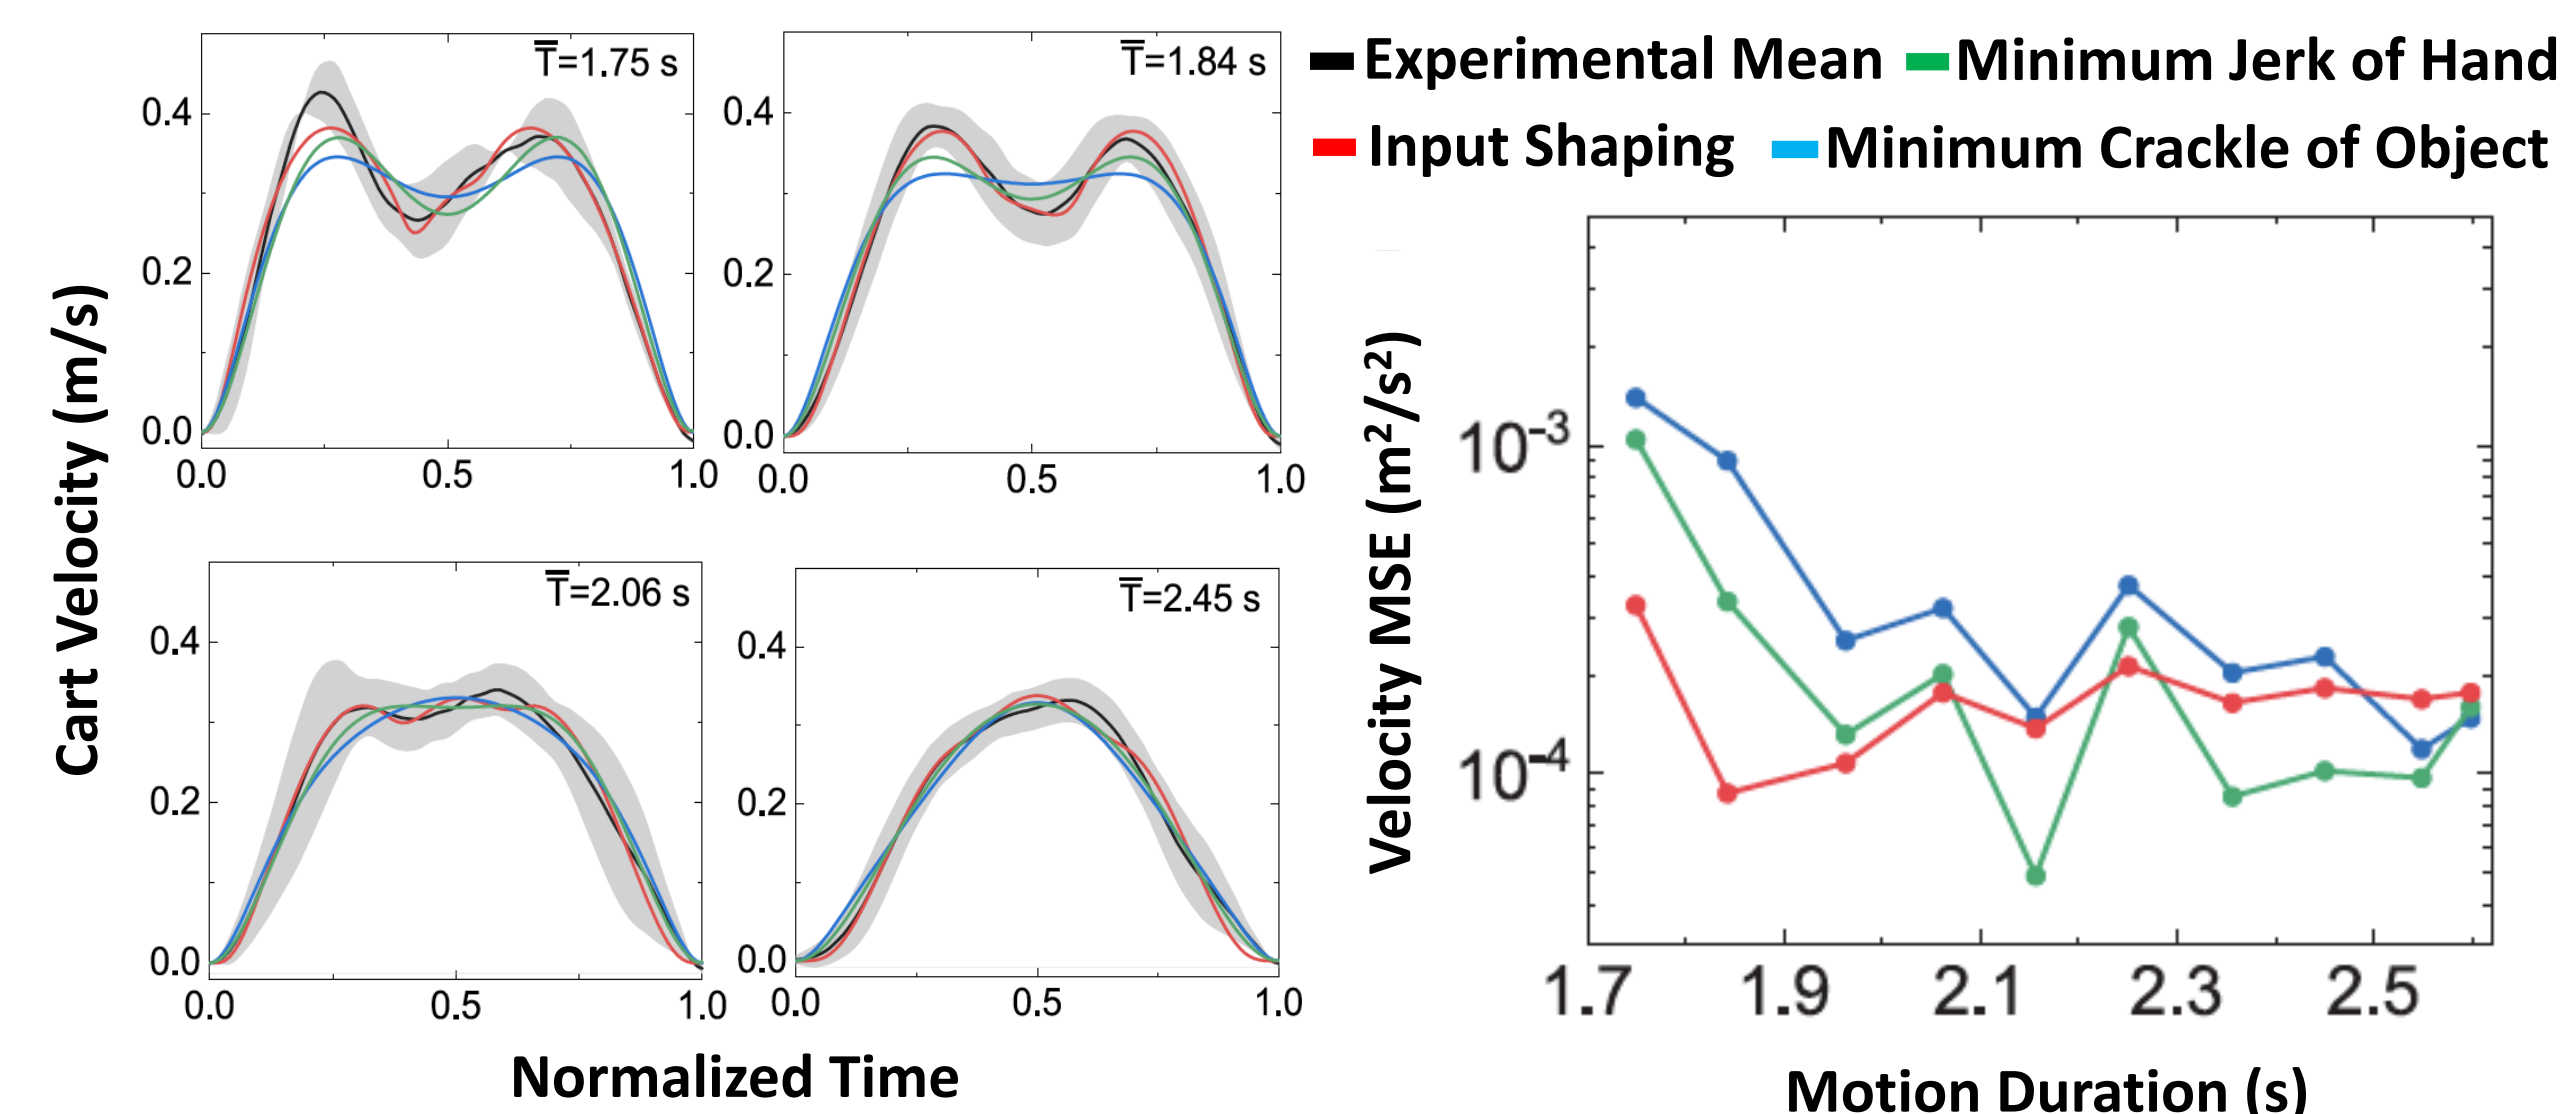 T̅=1.75 s
0.4
0.2
0.0
0.0 0.5 1.0
T̅=1.84 s
0.4
0.2
0.0
0.0 0.5 1.0
T̅=2.06 s
0.4
0.2
0.0
0.0 0.5 1.0
T̅=2.45 s
0.4
0.2
0.0
0.0 0.5 1.0
Cart Velocity (m/s)
Normalized Time
Experimental Mean Minimum Jerk of Hand
Input Shaping Minimum Crackle of Object
Velocity MSE (m²/s²)
10⁻³
10⁻⁴
1.7 1.9 2.1 2.3 2.5
Motion Duration (s)